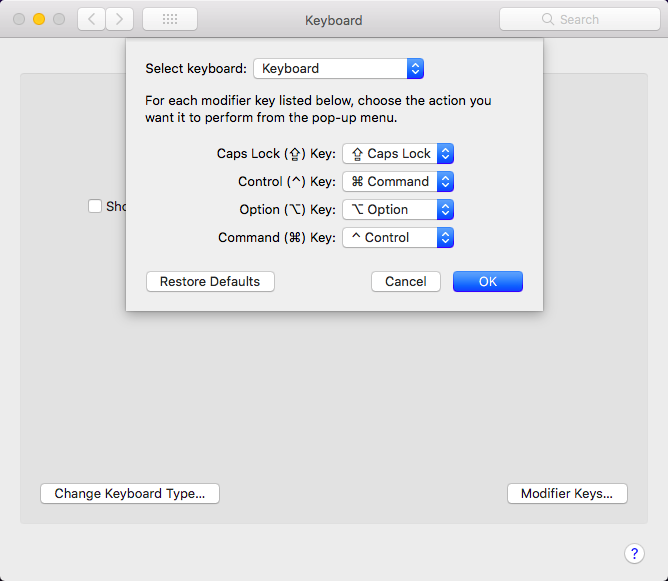 Keyboard
Search
Select keyboard: Keyboard
For each modifier key listed below, choose the action you
want it to perform from the pop-up menu.
Caps Lock (⇪) Key: ⇪ Caps Lock
Control (^) Key: ⌘ Command
Option (⌥) Key: ⌥ Option
Command (⌘) Key: ^ Control
Sho
Restore Defaults Cancel OK
Change Keyboard Type... Modifier Keys...
?